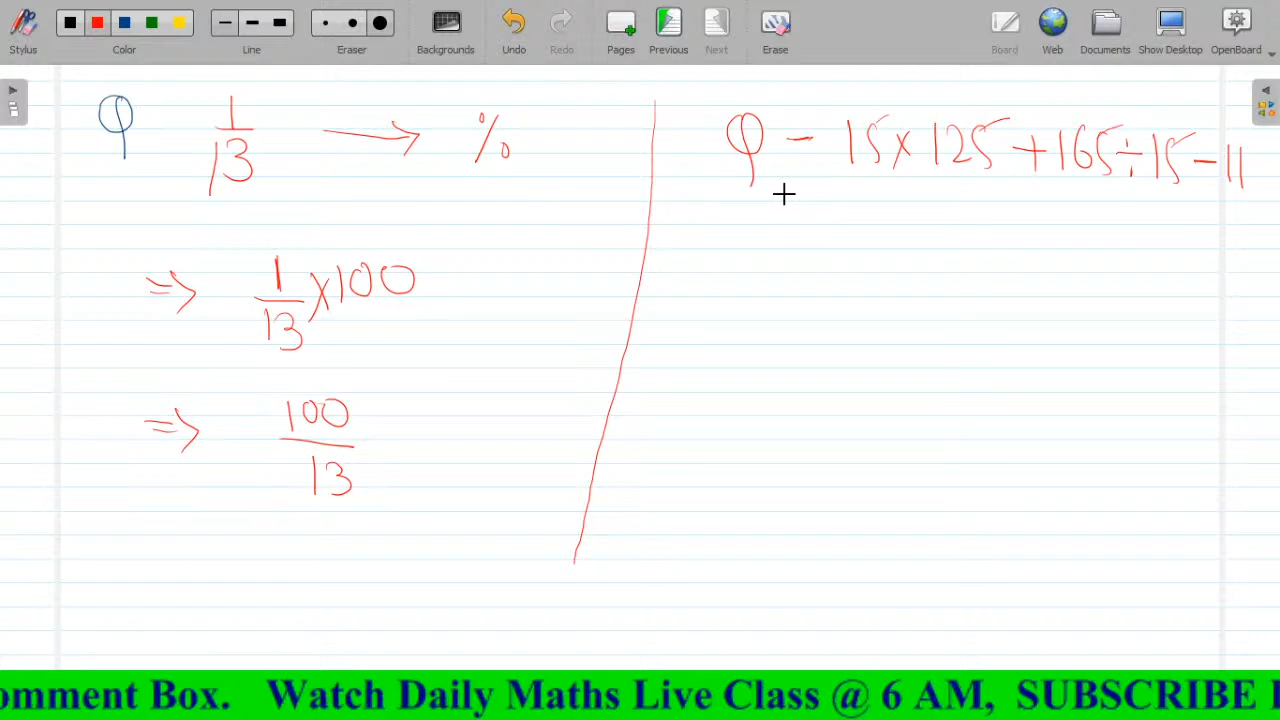 Stylus Color Line Eraser Backgrounds Undo Redo Pages Previous Next Erase Board Web Documents Show Desktop OpenBoard
Q 1/13 → %
⇒ 1/13 × 100
⇒ 100/13
Q - 15 × 125 + 165 ÷ 15 - 11
omment Box. Watch Daily Maths Live Class @ 6 AM, SUBSCRIBE